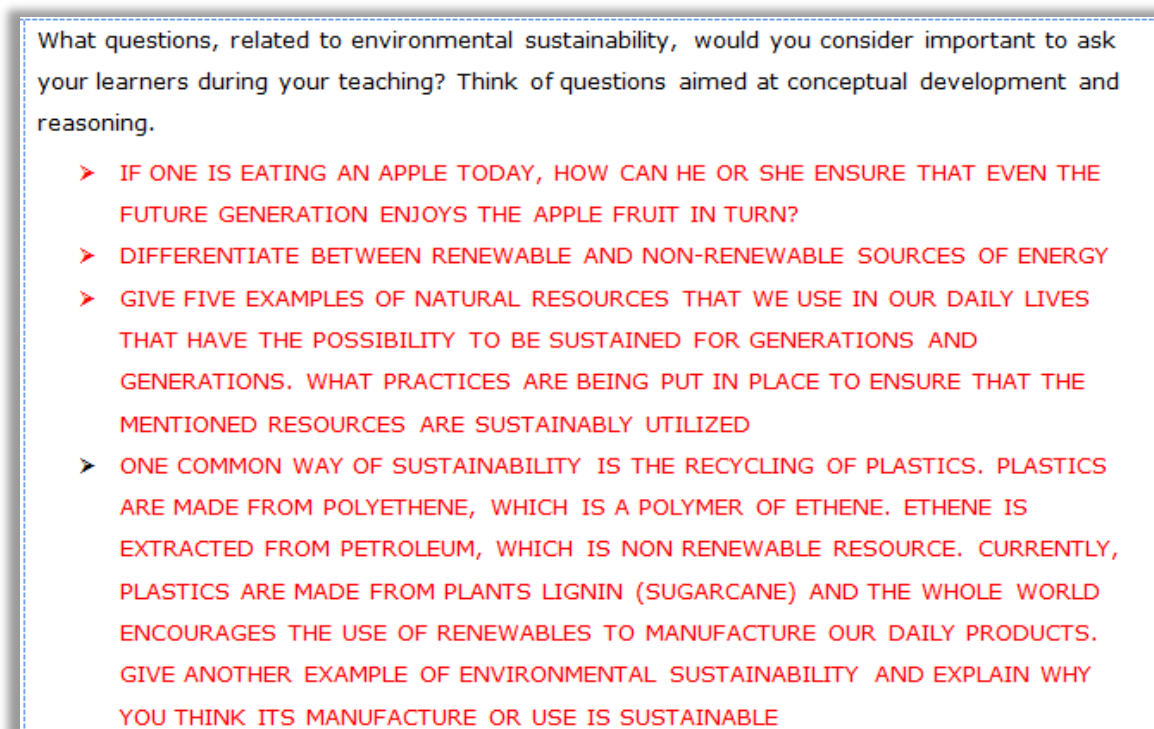 What questions, related to environmental sustainability, would you consider important to ask
your learners during your teaching? Think of questions aimed at conceptual development and
reasoning.
➢ IF ONE IS EATING AN APPLE TODAY, HOW CAN HE OR SHE ENSURE THAT EVEN THE
FUTURE GENERATION ENJOYS THE APPLE FRUIT IN TURN?
➢ DIFFERENTIATE BETWEEN RENEWABLE AND NON-RENEWABLE SOURCES OF ENERGY
➢ GIVE FIVE EXAMPLES OF NATURAL RESOURCES THAT WE USE IN OUR DAILY LIVES
THAT HAVE THE POSSIBILITY TO BE SUSTAINED FOR GENERATIONS AND
GENERATIONS. WHAT PRACTICES ARE BEING PUT IN PLACE TO ENSURE THAT THE
MENTIONED RESOURCES ARE SUSTAINABLY UTILIZED
➢ ONE COMMON WAY OF SUSTAINABILITY IS THE RECYCLING OF PLASTICS. PLASTICS
ARE MADE FROM POLYETHENE, WHICH IS A POLYMER OF ETHENE. ETHENE IS
EXTRACTED FROM PETROLEUM, WHICH IS NON RENEWABLE RESOURCE. CURRENTLY,
PLASTICS ARE MADE FROM PLANTS LIGNIN (SUGARCANE) AND THE WHOLE WORLD
ENCOURAGES THE USE OF RENEWABLES TO MANUFACTURE OUR DAILY PRODUCTS.
GIVE ANOTHER EXAMPLE OF ENVIRONMENTAL SUSTAINABILITY AND EXPLAIN WHY
YOU THINK ITS MANUFACTURE OR USE IS SUSTAINABLE